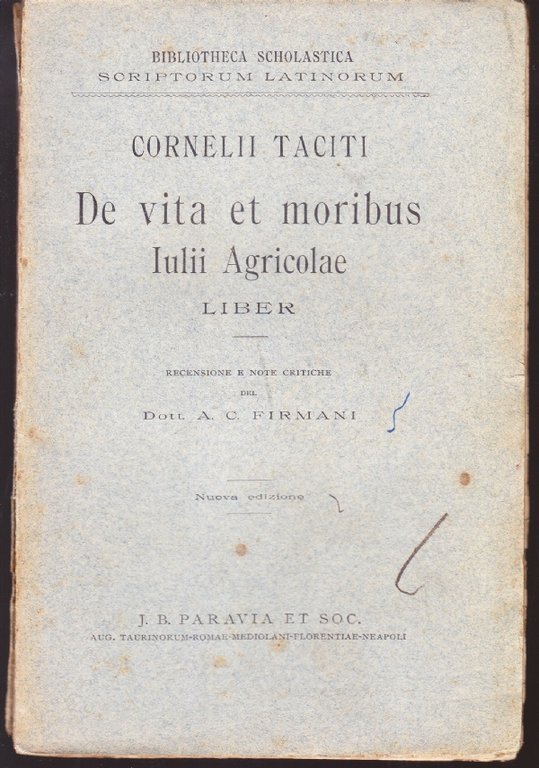 BIBLIOTHECA SCHOLASTICA
SCRIPTORUM LATINORUM
CORNELII TACITI
De vita et moribus
Iulii Agricolae
LIBER
RECENSIONE E NOTE CRITICHE
DEL
Dott. A. C. FIRMANI
Nuova edizione
J. B. PARAVIA ET SOC.
AUG. TAURINORUM-ROMAE-MEDIOLANI-FLORENTIAE-NEAPOLI